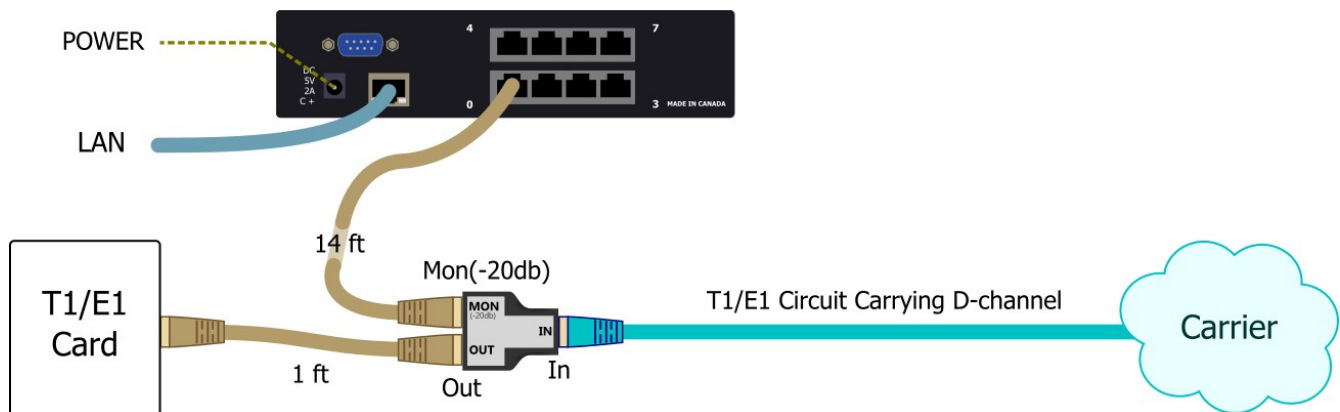 POWER
DC
5V
2A
C +
4
7
0
3
MADE IN CANADA
LAN
14 ft
Mon(-20db)
T1/E1
Card
MON
(-20db)
OUT
IN
1 ft
Out
In
T1/E1 Circuit Carrying D-channel
Carrier